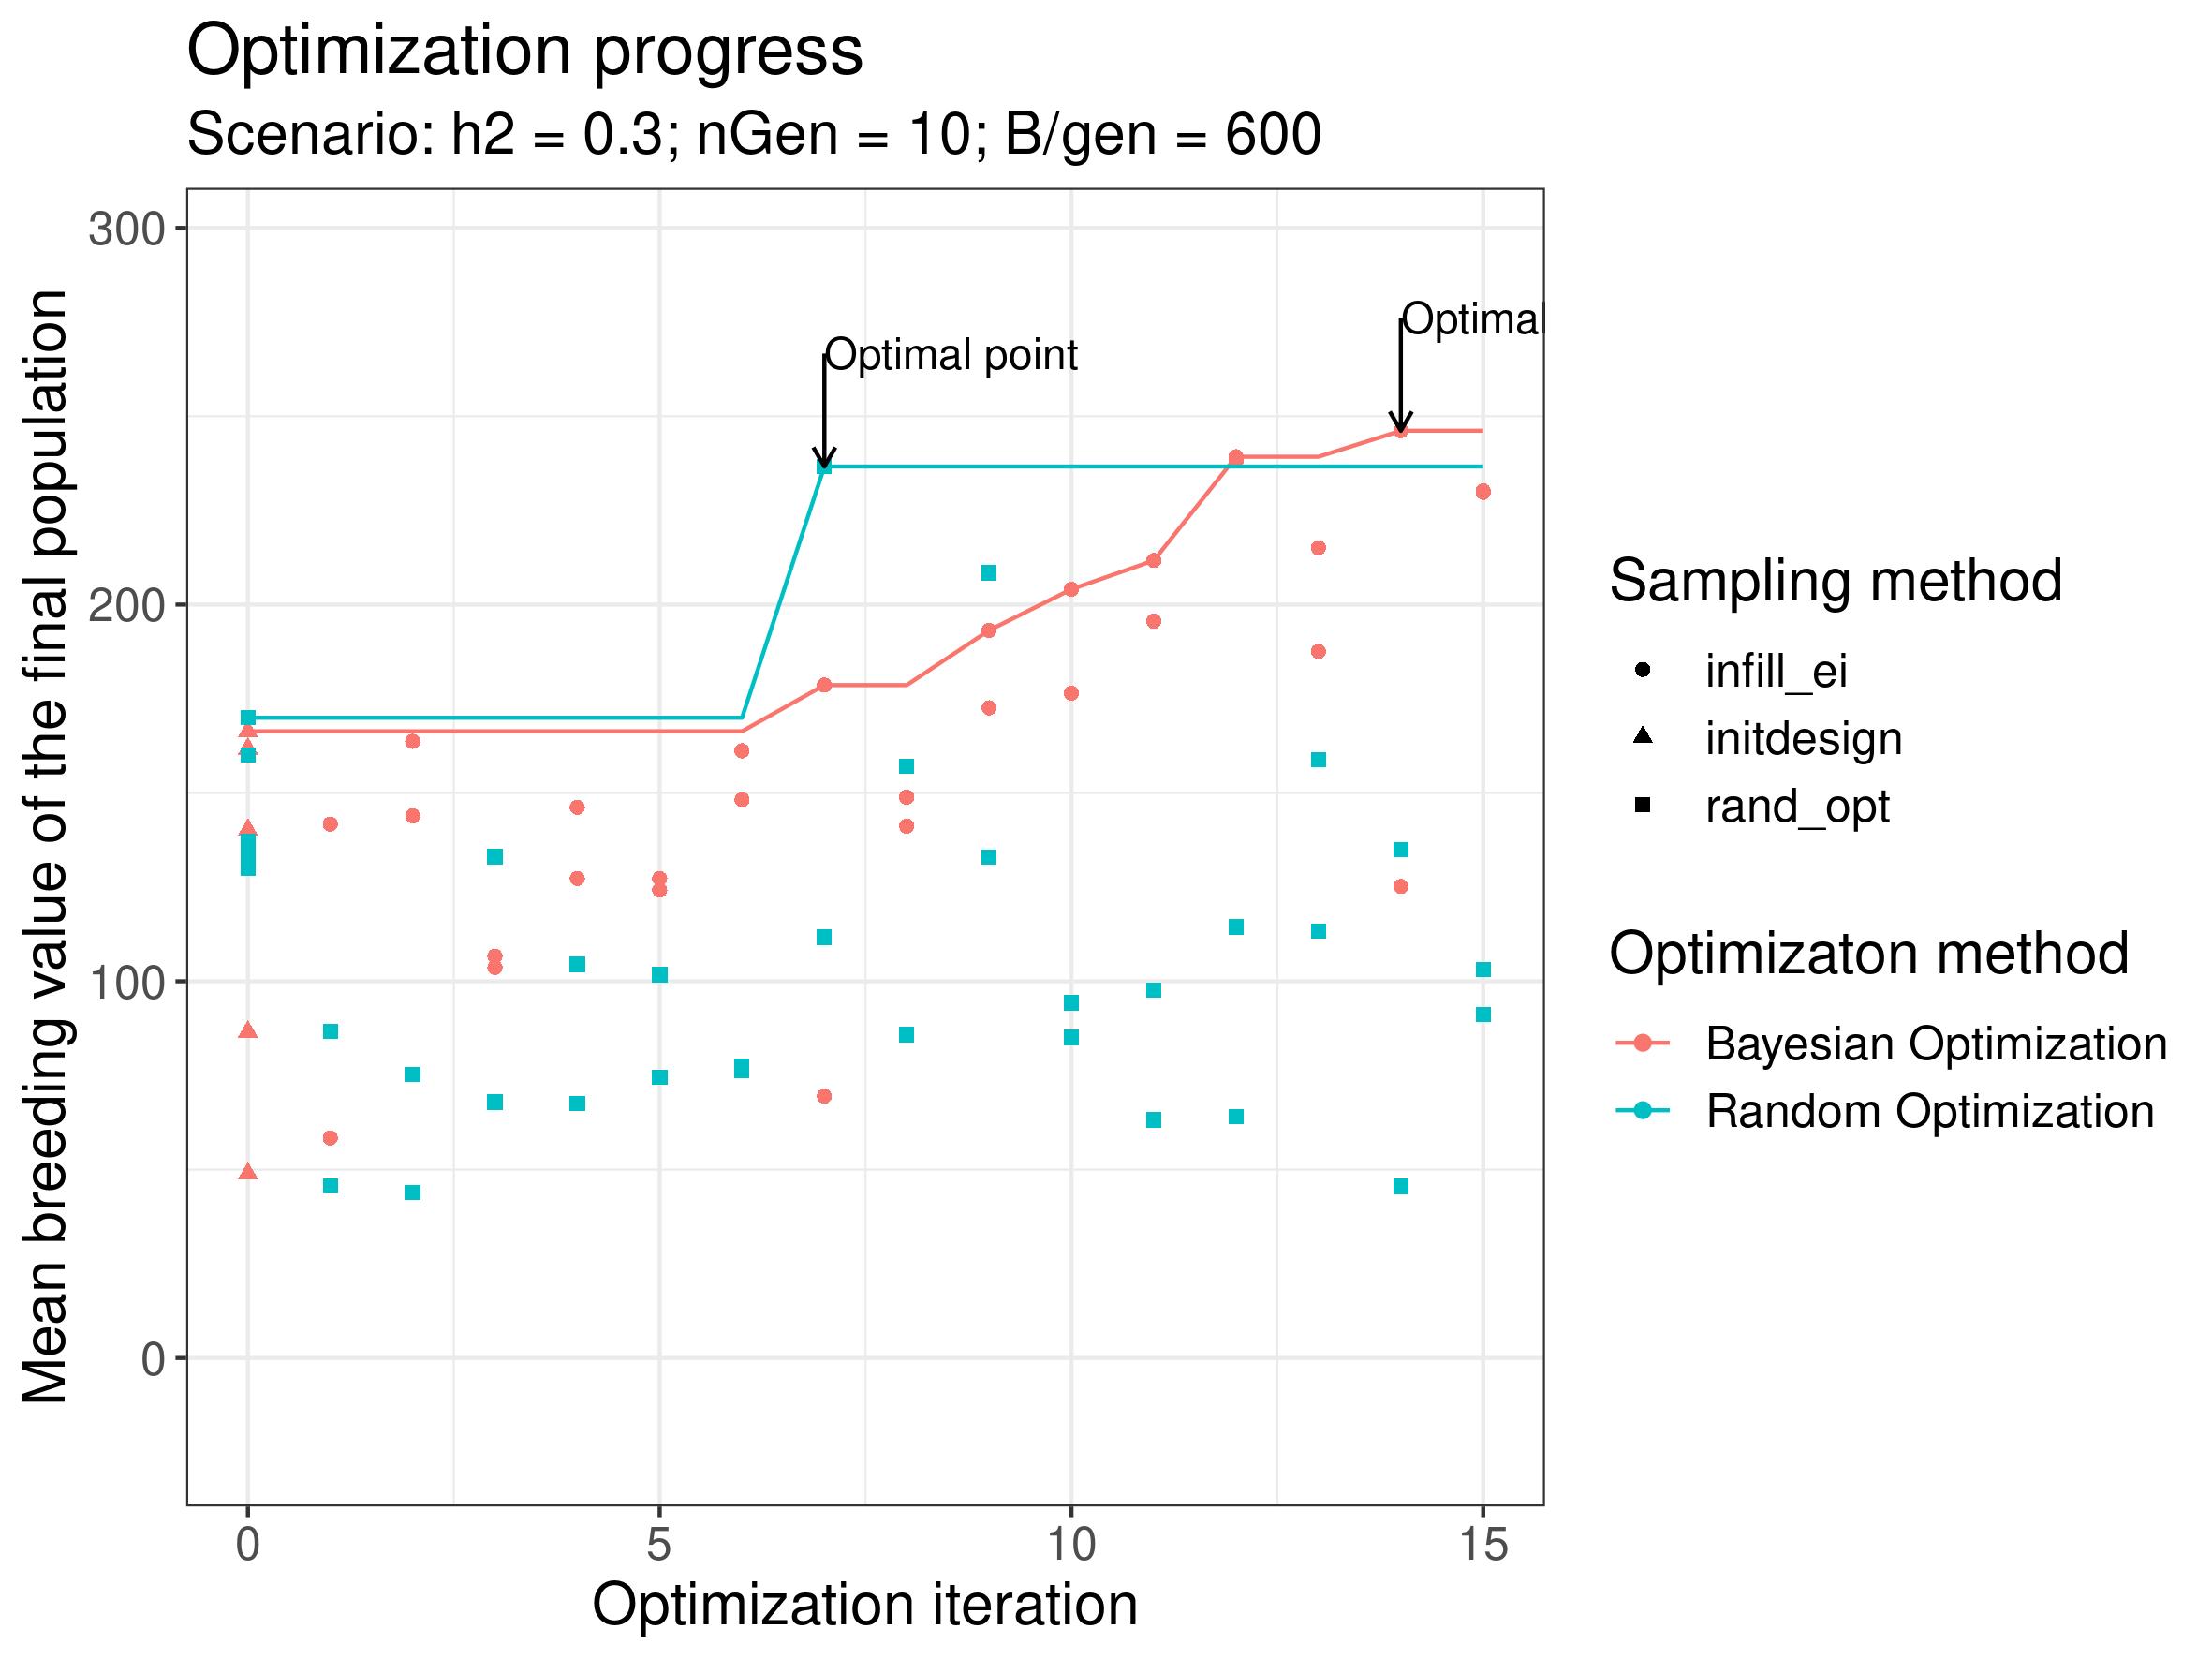 Optimization progress
Scenario: h2 = 0.3; nGen = 10; B/gen = 600
Mean breeding value of the final population
300
200
100
0
Optimal point
Optimal
0
5
10
15
Optimization iteration
Sampling method
infill_ei
initdesign
rand_opt
Optimizaton method
Bayesian Optimization
Random Optimization